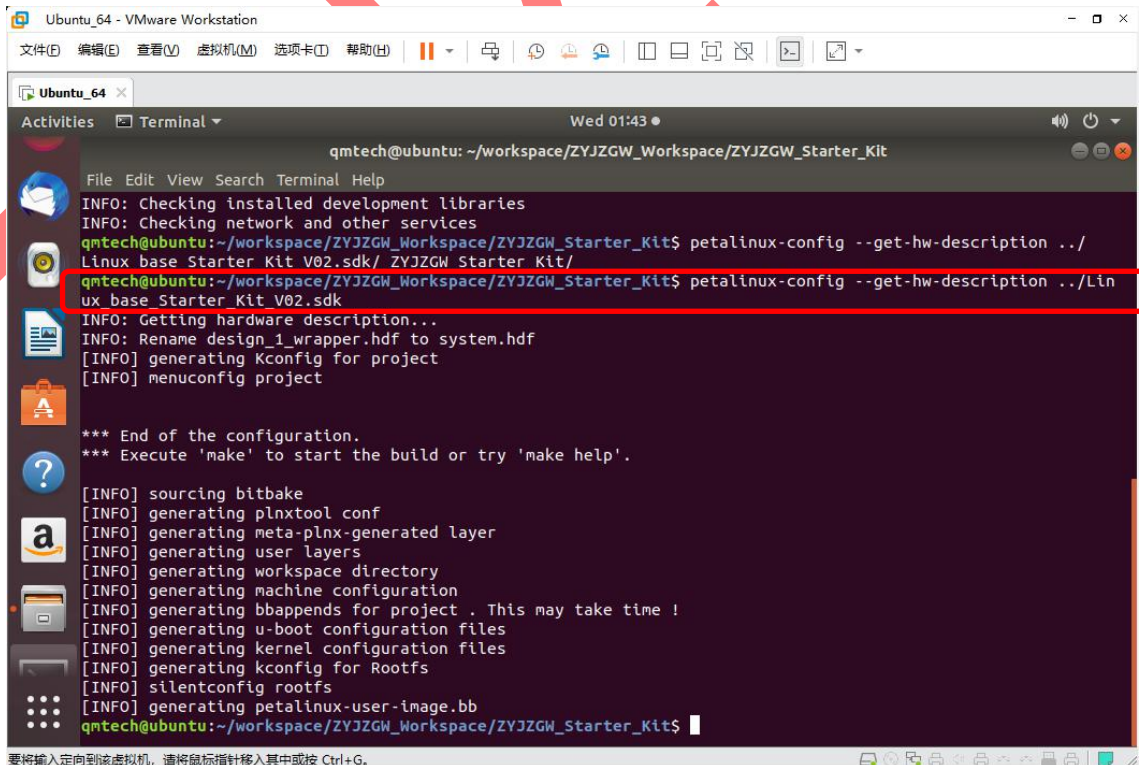 Ubuntu_64 - VMware Workstation
文件(F) 编辑(E) 查看(V) 虚拟机(M) 选项卡(T) 帮助(H)
Ubuntu_64
Activities Terminal Wed 01:43
qmtech@ubuntu: ~/workspace/ZYJZGW_Workspace/ZYJZGW_Starter_Kit
File Edit View Search Terminal Help
INFO: Checking installed development libraries
INFO: Checking network and other services
qmtech@ubuntu:~/workspace/ZYJZGW_Workspace/ZYJZGW_Starter_Kit$ petalinux-config --get-hw-description ../
Linux_base_Starter_Kit_V02.sdk/ ZYJZGW_Starter_Kit/
qmtech@ubuntu:~/workspace/ZYJZGW_Workspace/ZYJZGW_Starter_Kit$ petalinux-config --get-hw-description ../Lin
ux_base_Starter_Kit_V02.sdk
INFO: Getting hardware description...
INFO: Rename design_1_wrapper.hdf to system.hdf
[INFO] generating Kconfig for project
[INFO] menuconfig project
*** End of the configuration.
*** Execute 'make' to start the build or try 'make help'.
[INFO] sourcing bitbake
[INFO] generating plnxtool conf
[INFO] generating meta-plnx-generated layer
[INFO] generating user layers
[INFO] generating workspace directory
[INFO] generating machine configuration
[INFO] generating bbappends for project . This may take time !
[INFO] generating u-boot configuration files
[INFO] generating kernel configuration files
[INFO] generating kconfig for Rootfs
[INFO] silentconfig rootfs
[INFO] generating petalinux-user-image.bb
qmtech@ubuntu:~/workspace/ZYJZGW_Workspace/ZYJZGW_Starter_Kit$
要将输入定向到该虚拟机，请将鼠标指针移入其中或按 Ctrl+G。